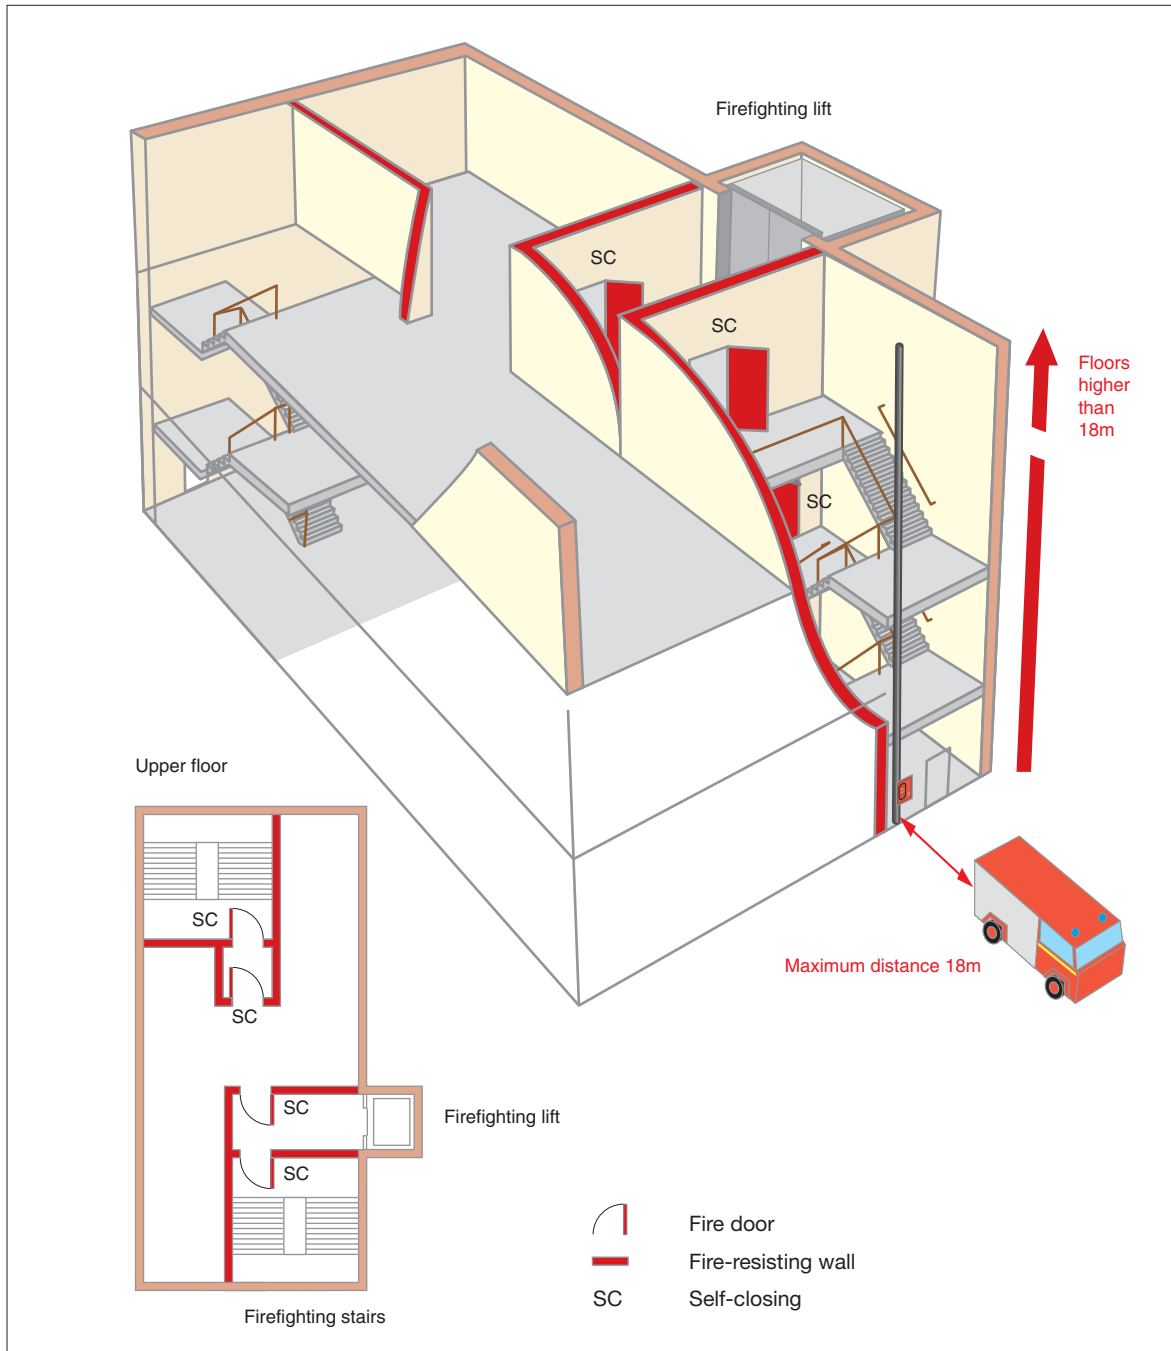 Firefighting lift
SC
SC
SC
Floors
higher
than
18m
Maximum distance 18m
Upper floor
SC
SC
SC
SC
Firefighting lift
Firefighting stairs
Fire door
Fire-resisting wall
SC Self-closing